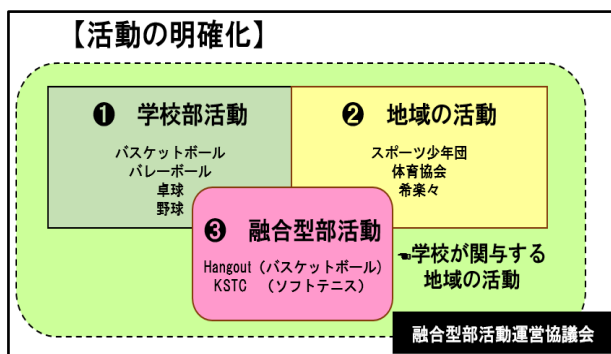 【活動の明確化】
❶ 学校部活動
バスケットボール
バレーボール
卓球
野球
❷ 地域の活動
スポーツ少年団
体育協会
希楽々
❸ 融合型部活動
Hangout（バスケットボール）
KSTC （ソフトテニス）
☚学校が関与する
地域の活動
融合型部活動運営協議会